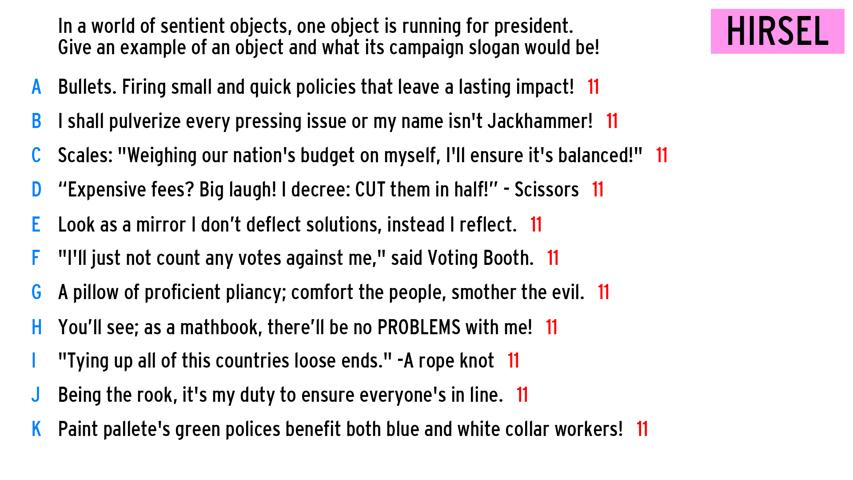 In a world of sentient objects, one object is running for president.
Give an example of an object and what its campaign slogan would be!
HIRSEL
A Bullets. Firing small and quick policies that leave a lasting impact! 11
B I shall pulverize every pressing issue or my name isn't Jackhammer! 11
C Scales: "Weighing our nation's budget on myself, I'll ensure it's balanced!" 11
D “Expensive fees? Big laugh! I decree: CUT them in half!” - Scissors 11
E Look as a mirror I don’t deflect solutions, instead I reflect. 11
F "I'll just not count any votes against me," said Voting Booth. 11
G A pillow of proficient pliancy; comfort the people, smother the evil. 11
H You’ll see; as a mathbook, there’ll be no PROBLEMS with me! 11
I "Tying up all of this countries loose ends." -A rope knot 11
J Being the rook, it's my duty to ensure everyone's in line. 11
K Paint pallete's green polices benefit both blue and white collar workers! 11